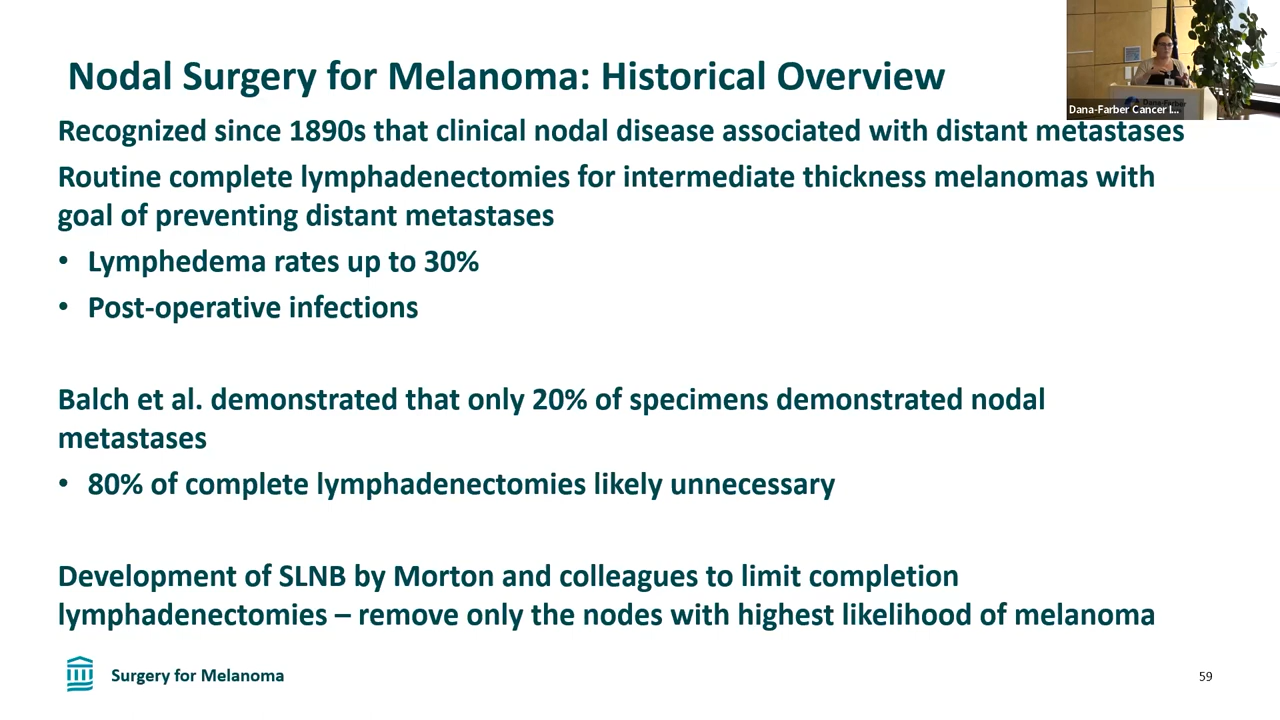 Nodal Surgery for Melanoma: Historical Overview
Dana-Farber Cancer I...
Recognized since 1890s that clinical nodal disease associated with distant metastases
Routine complete lymphadenectomies for intermediate thickness melanomas with
goal of preventing distant metastases
• Lymphedema rates up to 30%
• Post-operative infections
Balch et al. demonstrated that only 20% of specimens demonstrated nodal
metastases
• 80% of complete lymphadenectomies likely unnecessary
Development of SLNB by Morton and colleagues to limit completion
lymphadenectomies – remove only the nodes with highest likelihood of melanoma
Surgery for Melanoma
59